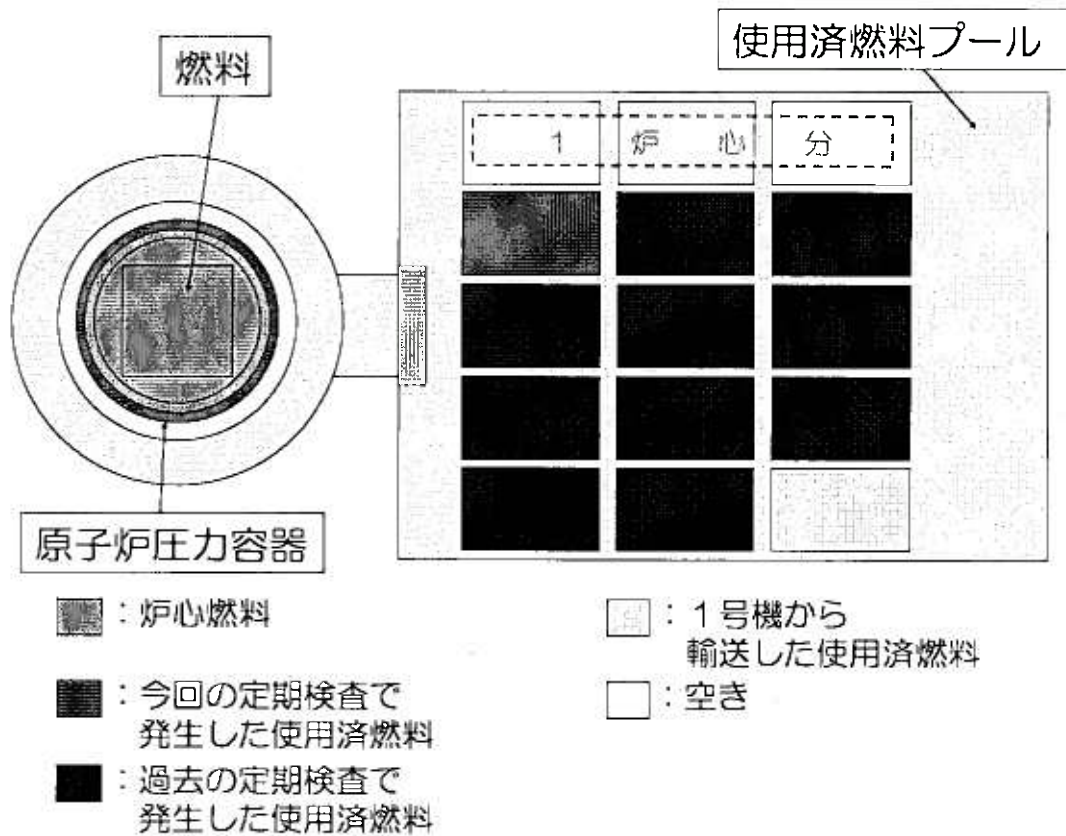 使用済燃料プール
燃料
1 炉 心 分
原子炉圧力容器
：炉心燃料
：今回の定期検査で
発生した使用済燃料
：過去の定期検査で
発生した使用済燃料
：１号機から
輸送した使用済燃料
：空き